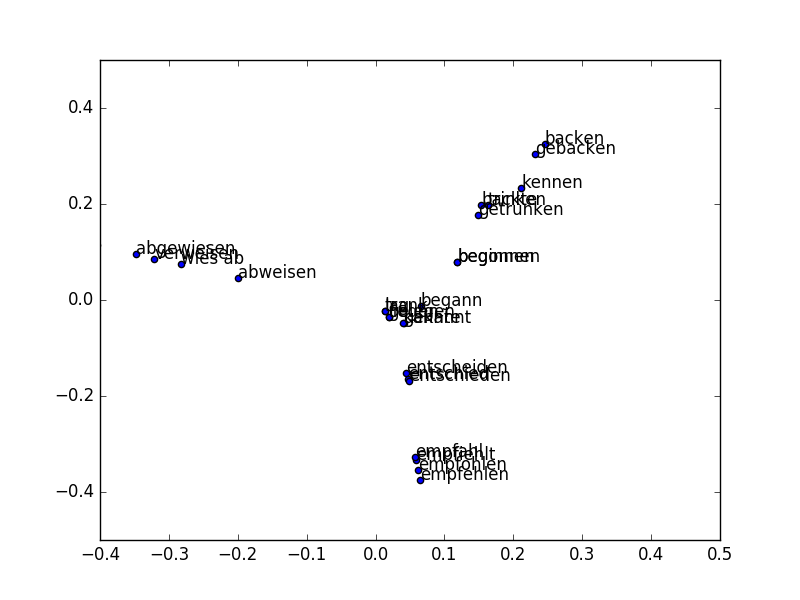 0.4
backen
gebacken
kennen
0.2
getrunken
abgewiesen
verweisen
wies ab
abweisen
beginnen
0.0
begann
−0.2
entscheiden
entschied
entschieden
empfahl
empfiehlt
empfohlen
empfehlen
−0.4
−0.4 −0.3 −0.2 −0.1 0.0 0.1 0.2 0.3 0.4 0.5